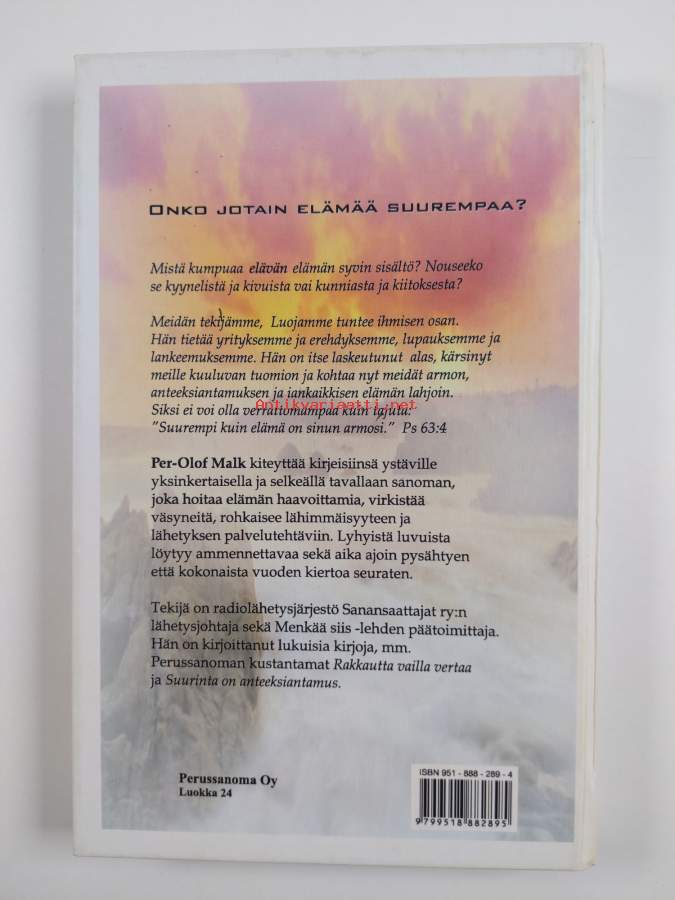 ONKO JOTAIN ELÄMÄÄ SUUREMPAA?
Mistä kumpuaa elävän elämän syvin sisältö? Nouseeko
se kyynelistä ja kivuista vai kunniasta ja kiitoksesta?
Meidän tekijämme, Luojamme tuntee ihmisen osan.
Hän tietää yrityksemme ja erehdyksemme, lupauksemme ja
lankeemuksemme. Hän on itse laskeutunut alas, kärsinyt
meille kuuluvan tuomion ja kohtaa nyt meidät armon,
anteeksiantamuksen ja iankaikkisen elämän lahjoin.
Antikvariaatti.net
Siksi ei voi olla verrattomampaa kuin tajuta:
"Suurempi kuin elämä on sinun armosi." Ps 63:4
Per-Olof Malk kiteyttää kirjeisiinsä ystäville
yksinkertaisella ja selkeällä tavallaan sanoman,
joka hoitaa elämän haavoittamia, virkistää
väsyneitä, rohkaisee lähimmäisyyteen ja
lähetyksen palvelutehtäviin. Lyhyistä luvuista
löytyy ammennettavaa sekä aika ajoin pysähtyen
että kokonaista vuoden kiertoa seuraten.
Tekijä on radiolähetysjärjestö Sanansaattajat ry:n
lähetysjohtaja sekä Menkää siis -lehden päätoimittaja.
Hän on kirjoittanut lukuisia kirjoja, mm.
Perussanoman kustantamat Rakkautta vailla vertaa
ja Suurinta on anteeksiantamus.
Perussanoma Oy
Luokka 24
ISBN 951 - 888 - 289 - 4
9799518882895